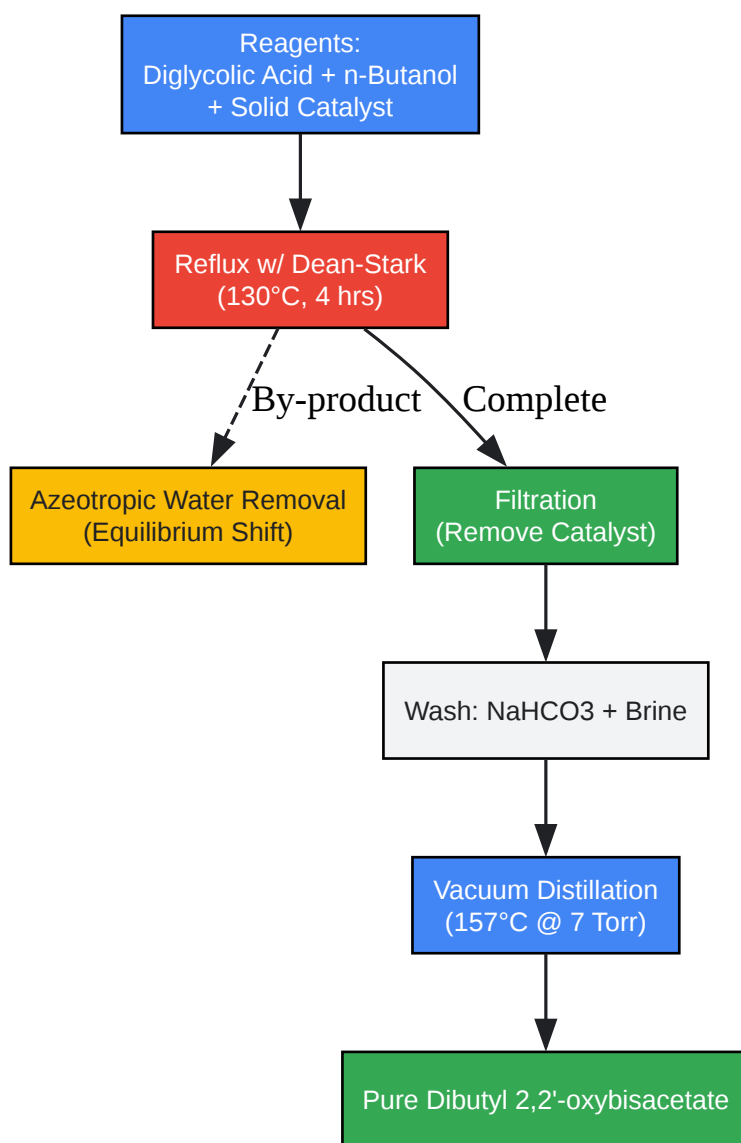 Reagents:
Diglycolic Acid + n-Butanol
+ Solid Catalyst
Reflux w/ Dean-Stark
(130°C, 4 hrs)
By-product
Complete
Azeotropic Water Removal
(Equilibrium Shift)
Filtration
(Remove Catalyst)
Wash: NaHCO3 + Brine
Vacuum Distillation
(157°C @ 7 Torr)
Pure Dibutyl 2,2'-oxybisacetate